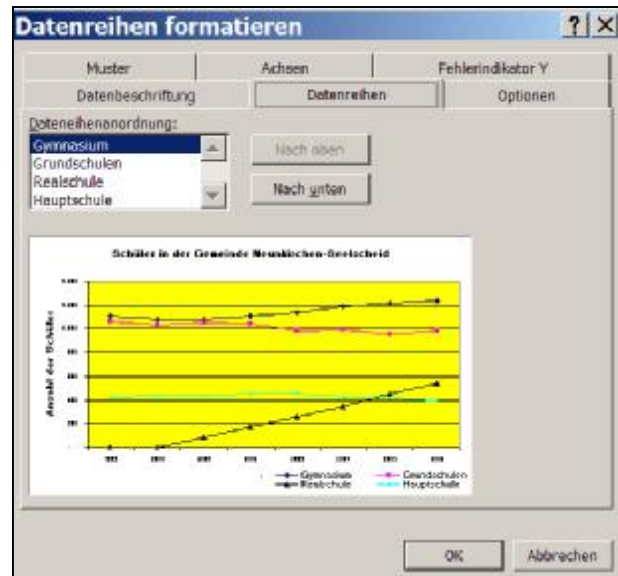 Datenreihen formatieren
Muster
Achsen
Fehlerindikator Y
Datenbeschriftung
Datenreihen
Optionen
Dateneihenanordnung:
Gymnasium
Grundschulen
Realschule
Hauptschule
Nach oben
Nach unten
Schüler in der Gemeinde Neunkirchen-Seelscheid
Anzahl der Schüler
Gymnasium
Grundschulen
Realschule
Hauptschule
OK
Abbrechen